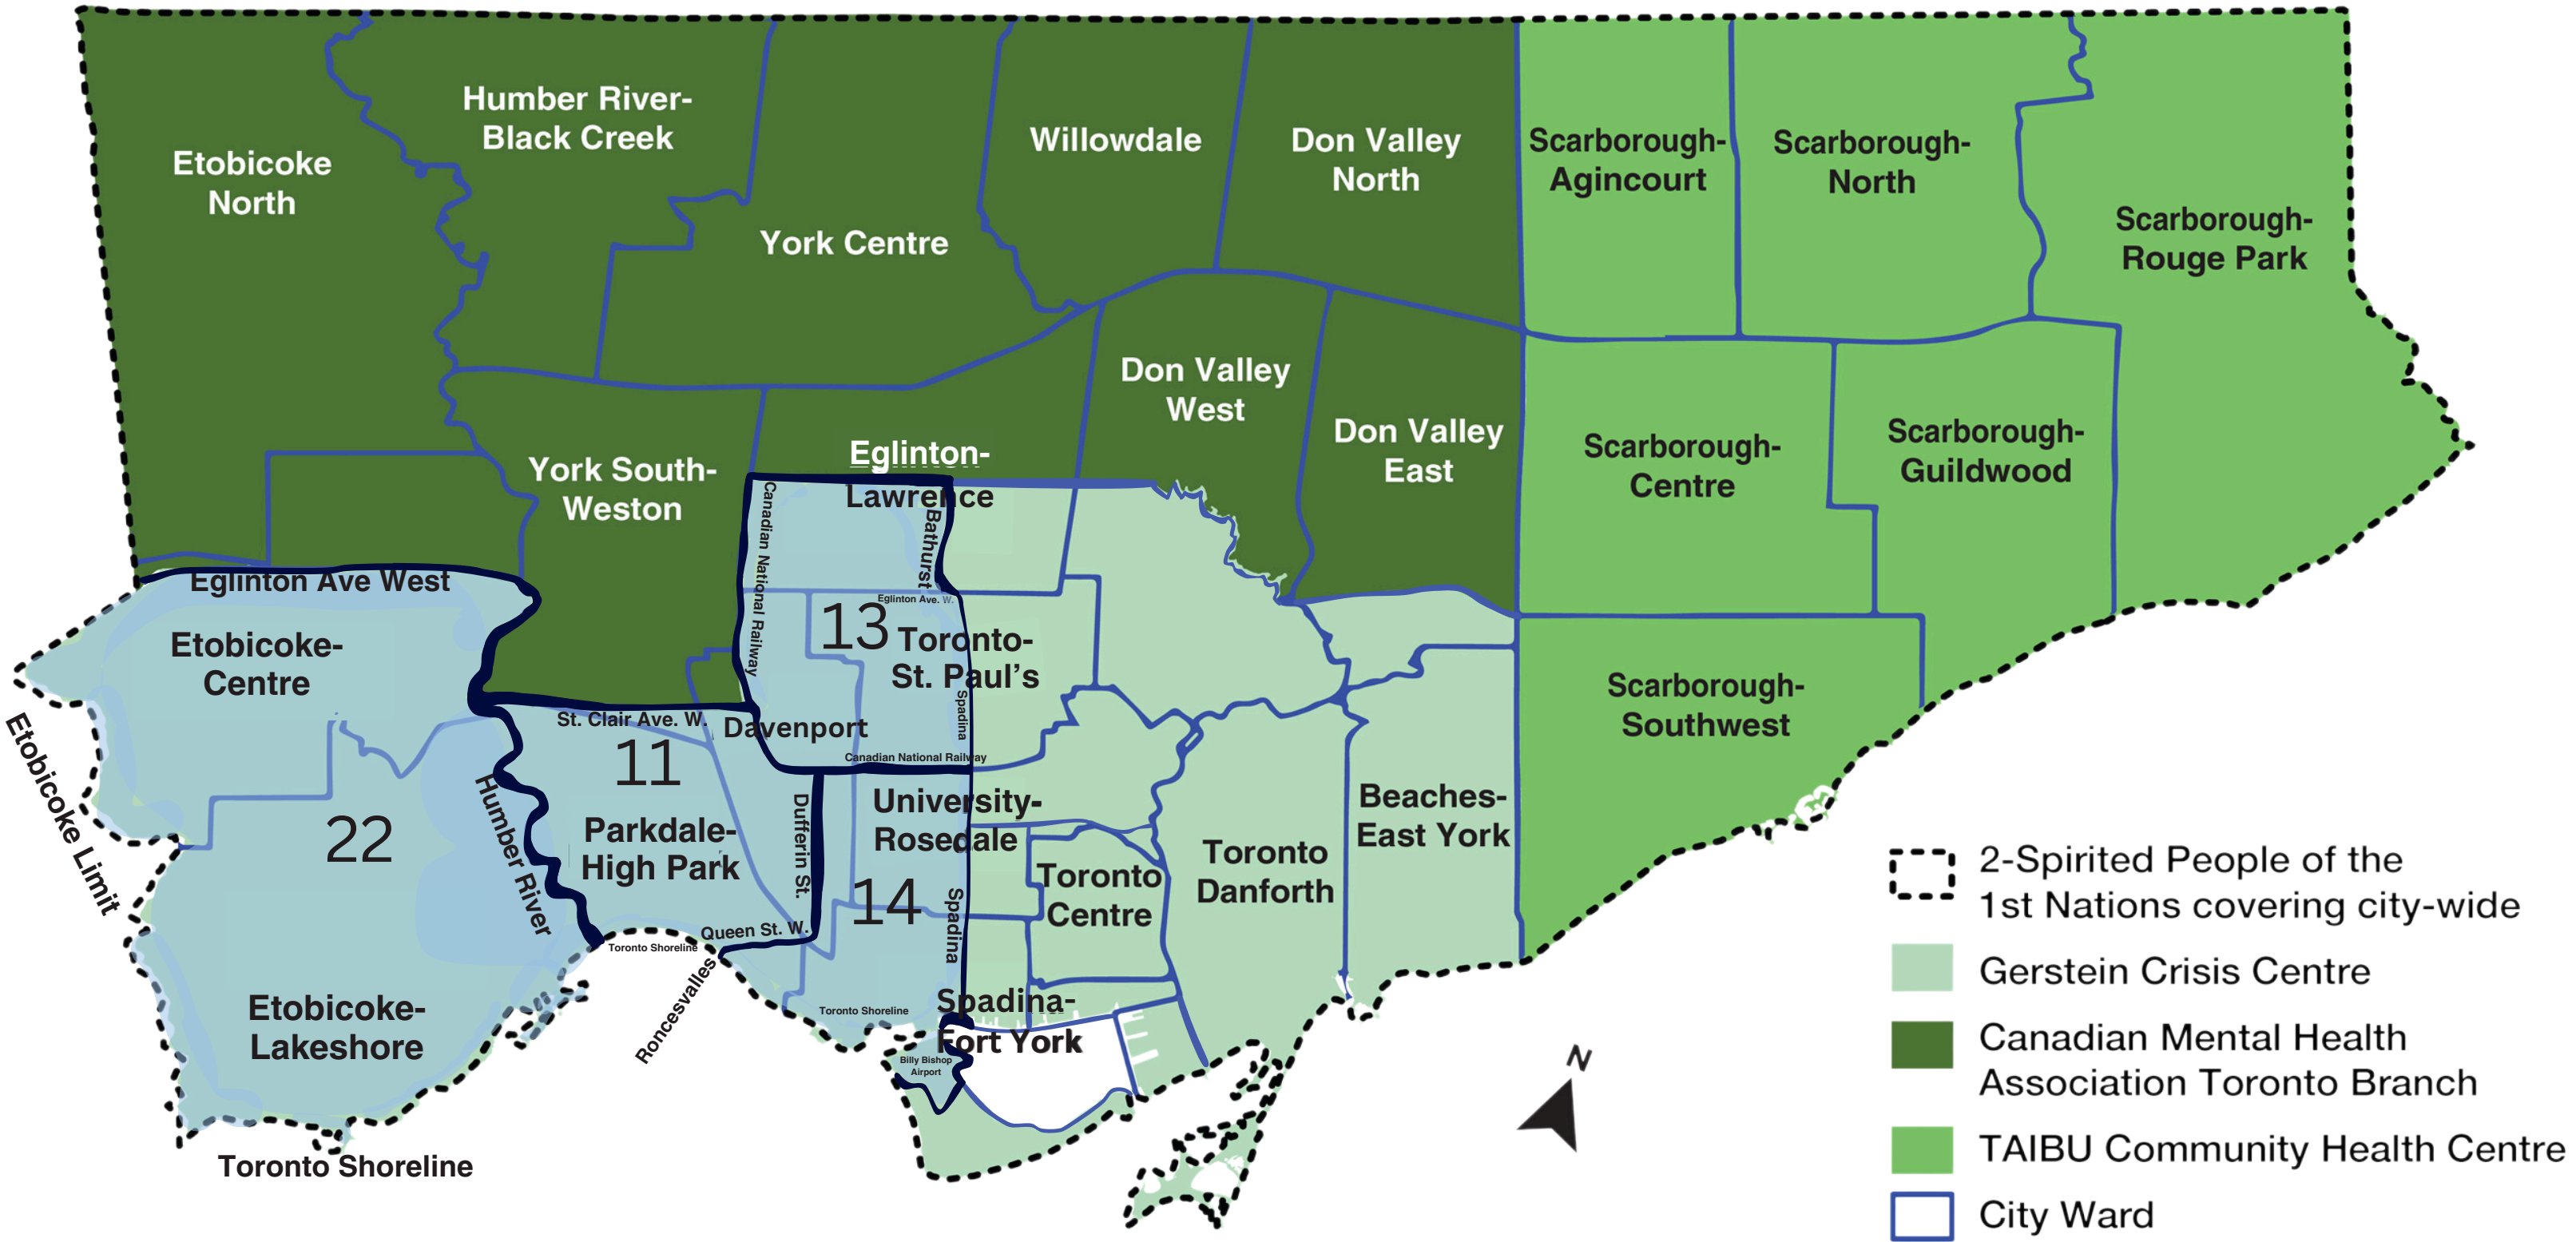 Humber River-
Black Creek
Etobicoke
North
Willowdale
Don Valley
North
York Centre
Scarborough-
Agincourt
Scarborough-
North
Scarborough-
Rouge Park
Don Valley
West
Don Valley
East
Eglinton-
Lawrence
York South-
Weston
Scarborough-
Centre
Scarborough-
Guildwood
Canadian National Railway
Bathurst
Eglinton Ave West
Eglinton Ave. W.
Etobicoke-
Centre
13
Toronto-
St. Paul's
Spadina
Scarborough-
Southwest
St. Clair Ave. W.
Davenport
Canadian National Railway
11
Etobicoke Limit
22
Humber River
Parkdale-
High Park
Dufferin St.
University-
Rosedale
14
Spadina
Toronto
Centre
Toronto
Danforth
Beaches-
East York
Queen St. W.
Toronto Shoreline
Roncesvalles
Etobicoke-
Lakeshore
Toronto Shoreline
Spadina-
Fort York
Billy Bishop
Airport
Toronto Shoreline
N
2-Spirited People of the
1st Nations covering city-wide
Gerstein Crisis Centre
Canadian Mental Health
Association Toronto Branch
TAIBU Community Health Centre
City Ward